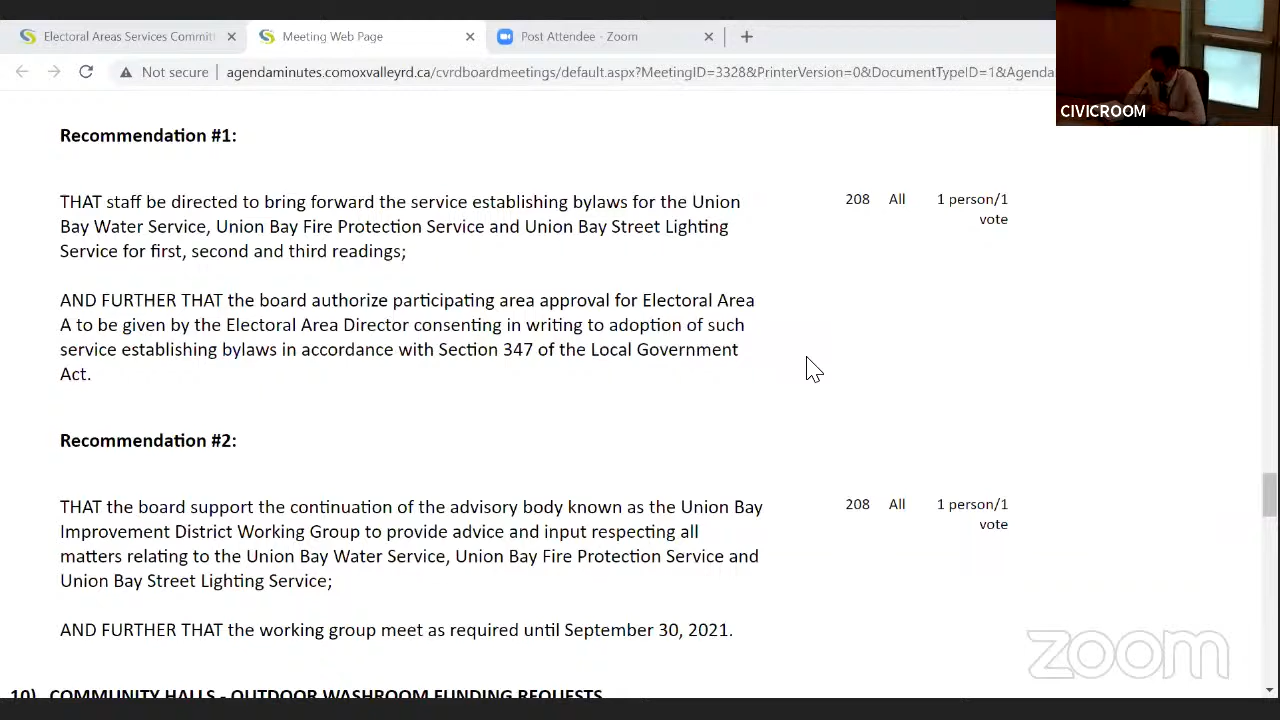 Electoral Areas Services Commit
Meeting Web Page
Post Attendee - Zoom
Not secure
agendaminutes.comoxvalleyrd.ca/cvrdboardmeetings/default.aspx?MeetingID=3328&PrinterVersion=0&DocumentTypeID=1&Agenda
CIVICROOM
Recommendation #1:
THAT staff be directed to bring forward the service establishing bylaws for the Union
Bay Water Service, Union Bay Fire Protection Service and Union Bay Street Lighting
Service for first, second and third readings;
208 All 1 person/1
vote
AND FURTHER THAT the board authorize participating area approval for Electoral Area
A to be given by the Electoral Area Director consenting in writing to adoption of such
service establishing bylaws in accordance with Section 347 of the Local Government
Act.
Recommendation #2:
THAT the board support the continuation of the advisory body known as the Union Bay
Improvement District Working Group to provide advice and input respecting all
matters relating to the Union Bay Water Service, Union Bay Fire Protection Service and
Union Bay Street Lighting Service;
208 All 1 person/1
vote
AND FURTHER THAT the working group meet as required until September 30, 2021.
zoom
10) COMMUNITY HALLS - OUTDOOR WASHROOM FUNDING REQUESTS